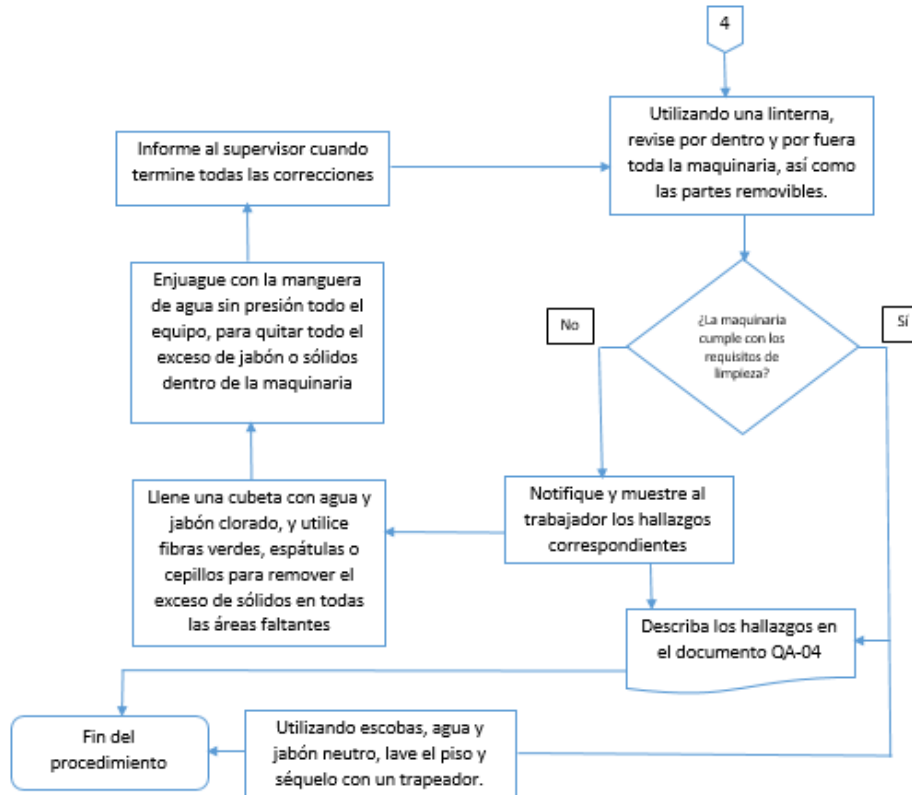 4
Utilizando una linterna,
revise por dentro y por fuera
toda la maquinaria, así como
las partes removibles.
Informe al supervisor cuando
termine todas las correcciones
Enjuague con la manguera
de agua sin presión todo el
equipo, para quitar todo el
exceso de jabón o sólidos
dentro de la maquinaria
No
¿La maquinaria
cumple con los
requisitos de
limpieza?
Sí
Llene una cubeta con agua y
jabón clorado, y utilice
fibras verdes, espátulas o
cepillos para remover el
exceso de sólidos en todas
las áreas faltantes
Notifique y muestre al
trabajador los hallazgos
correspondientes
Describa los hallazgos en
el documento QA-04
Fin del
procedimiento
Utilizando escobas, agua y
jabón neutro, lave el piso y
séquelo con un trapeador.